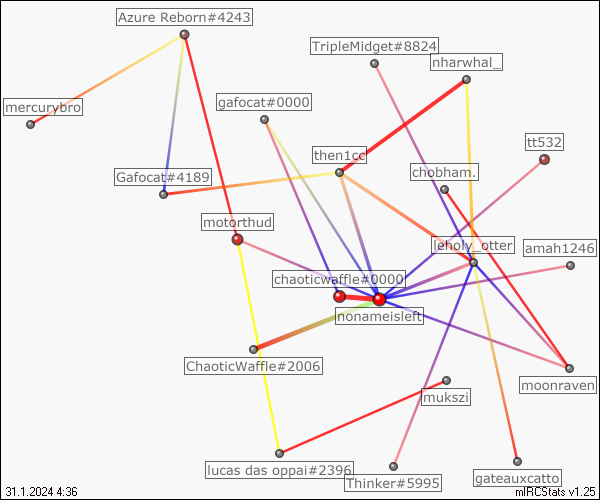 Azure Reborn#4243
TripleMidget#8824
nharwhal_
mercurybro
gafocat#0000
tt532
then1cc
chobham.
Gafocat#4189
motorthud
leholy_otter
amah1246
chaoticwaffle#0000
nonameisleft
ChaoticWaffle#2006
moonraven
mukszi
lucas das oppai#2396
Thinker#5995
gateauxcatto
31.1.2024 4:36
mIRCStats v1.25